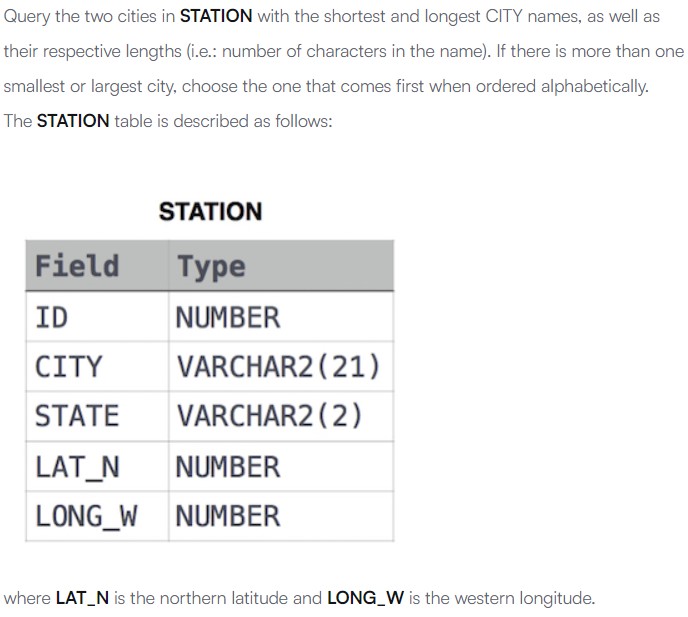 Query the two cities in STATION with the shortest and longest CITY names, as well as
their respective lengths (i.e.: number of characters in the name). If there is more than one
smallest or largest city, choose the one that comes first when ordered alphabetically.
The STATION table is described as follows:
STATION
Field Type
ID NUMBER
CITY VARCHAR2(21)
STATE VARCHAR2(2)
LAT_N NUMBER
LONG_W NUMBER
where LAT_N is the northern latitude and LONG_W is the western longitude.